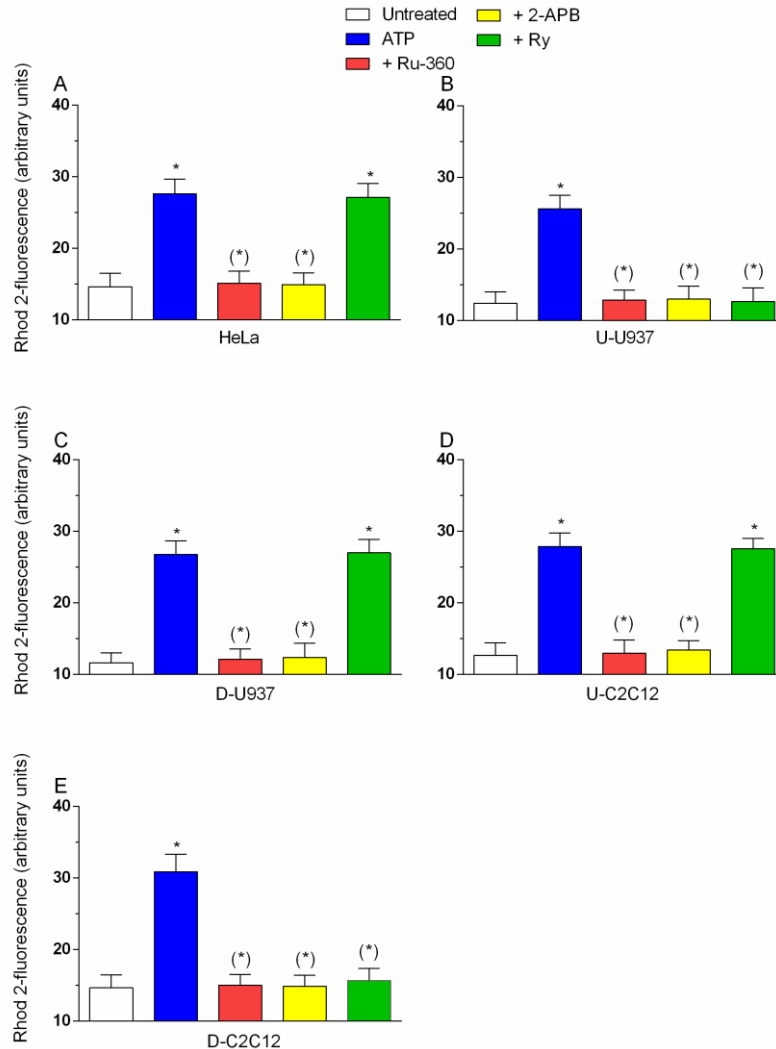 Untreated
ATP
+ Ru-360
+ 2-APB
+ Ry
A
Rhod 2-fluorescence (arbitrary units)
40
30
20
10
*
(*)
(*)
*
HeLa
B
40
30
20
10
*
(*)
(*)
(*)
U-U937
C
Rhod 2-fluorescence (arbitrary units)
40
30
20
10
*
(*)
(*)
*
D-U937
D
40
30
20
10
*
(*)
(*)
*
U-C2C12
E
Rhod 2-fluorescence (arbitrary units)
40
30
20
10
*
(*)
(*)
(*)
D-C2C12